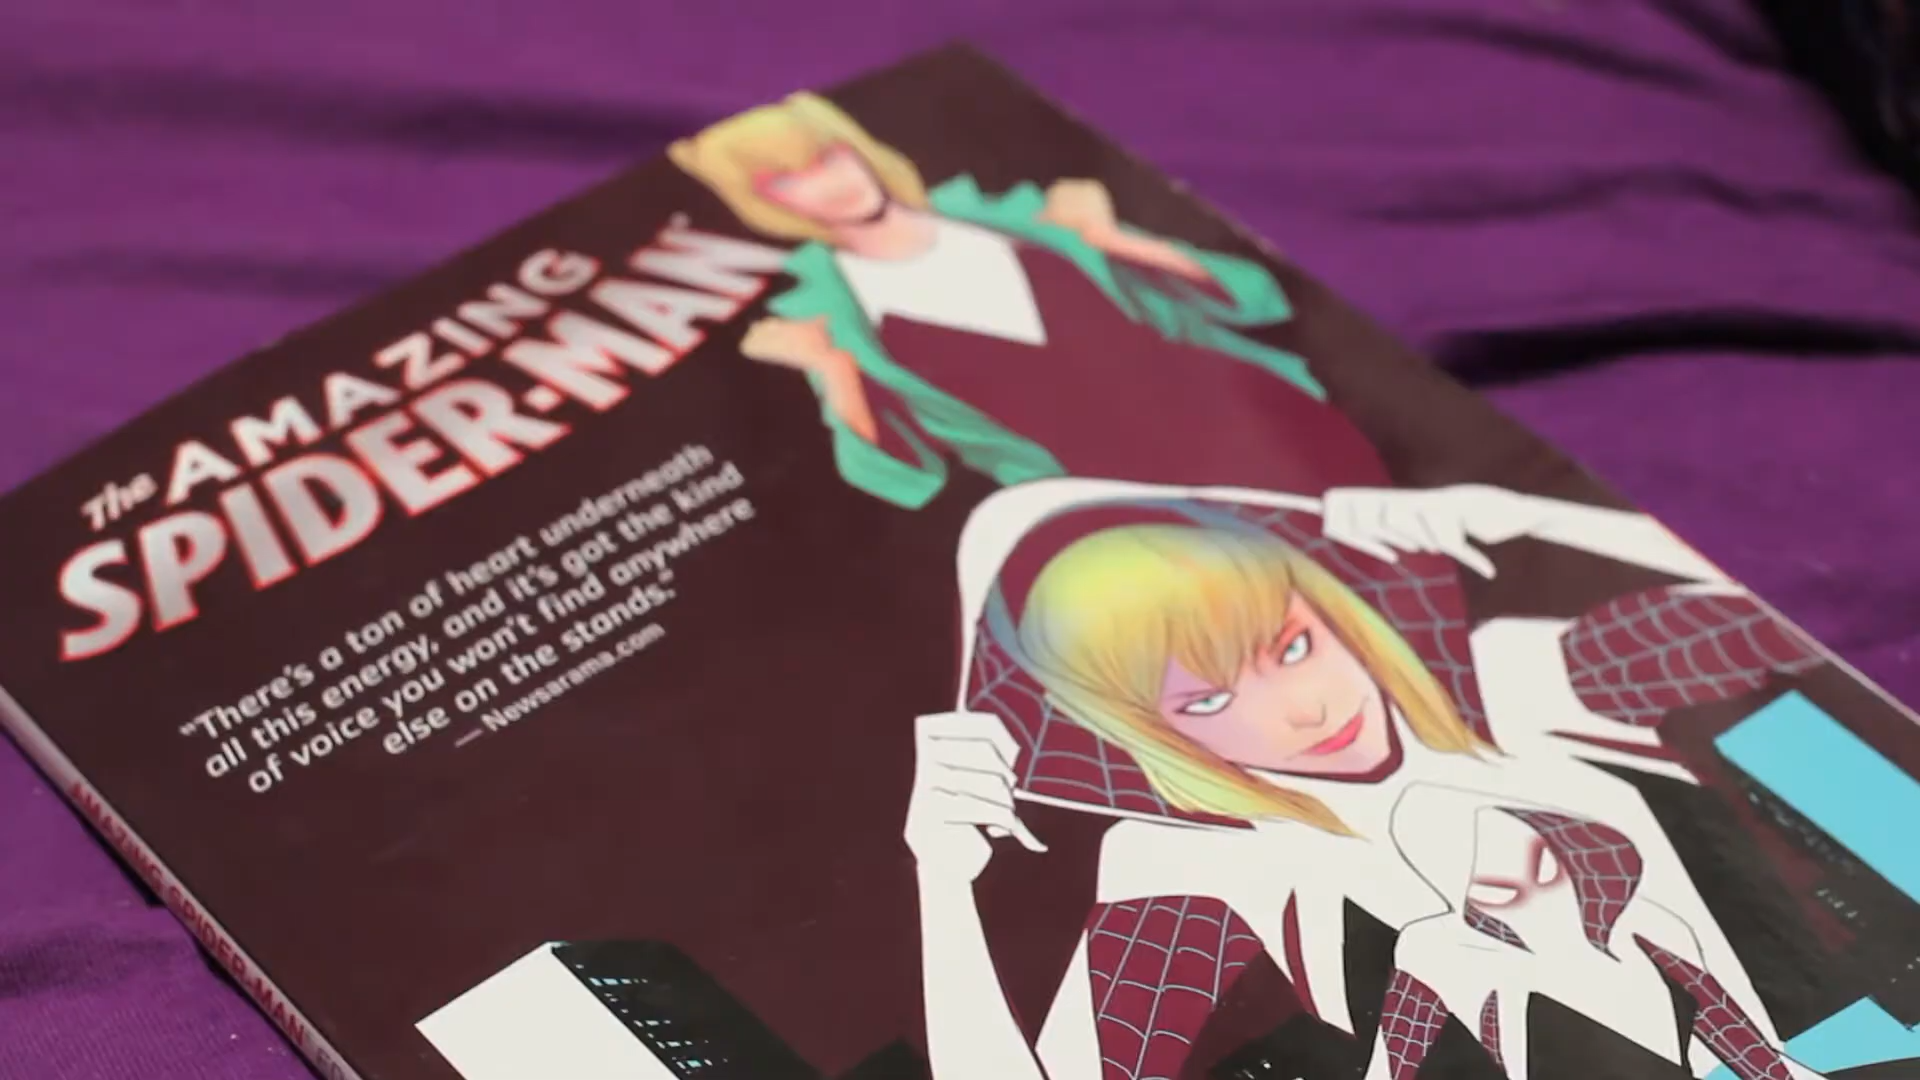 The AMAZING
SPIDER-MAN
"There's a ton of heart underneath
all this energy, and it's got the kind
of voice you won't find anywhere
else on the stands."
—Newsarama.com
AMAZING SPIDER-MAN